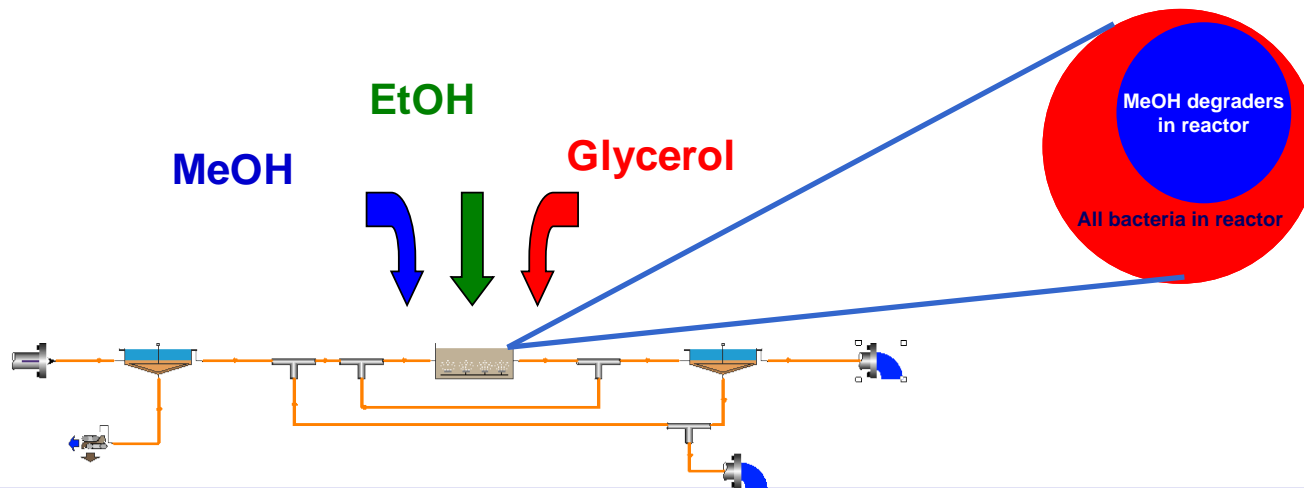 EtOH
MeOH
Glycerol
MeOH degraders
in reactor
All bacteria in reactor